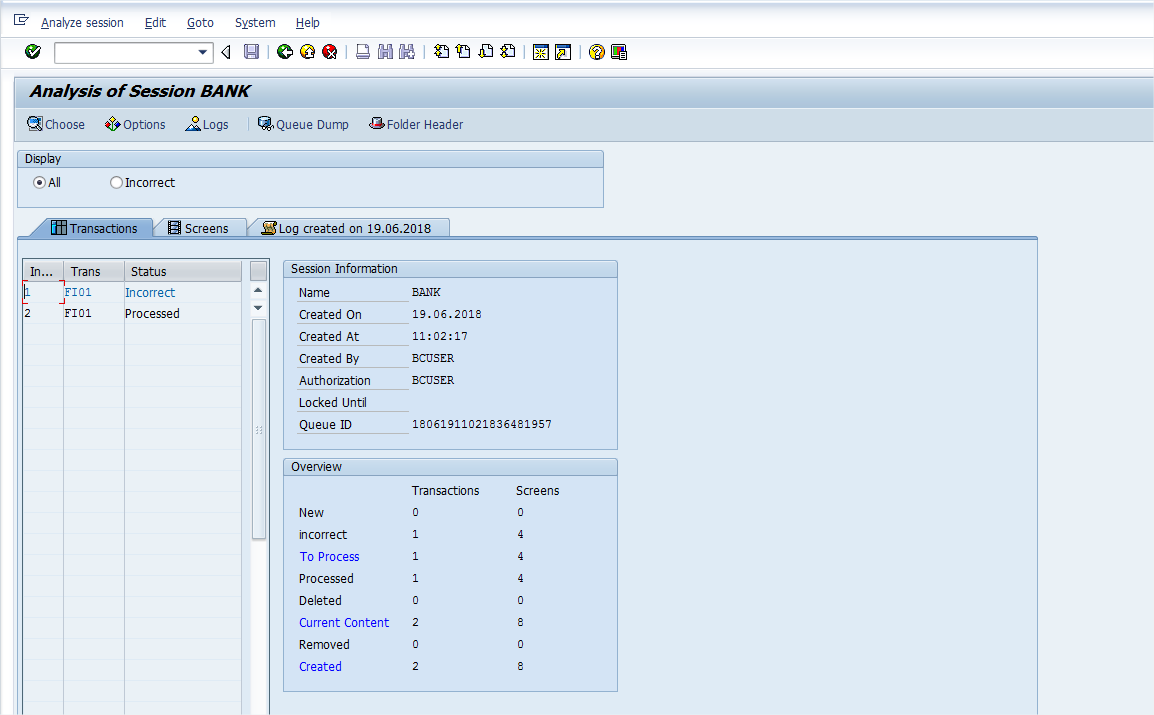 Analyze session Edit Goto System Help
Analysis of Session BANK
Choose Options Logs Queue Dump Folder Header
Display
All Incorrect
Transactions Screens Log created on 19.06.2018
In... Trans Status
1 FI01 Incorrect
2 FI01 Processed
Session Information
Name BANK
Created On 19.06.2018
Created At 11:02:17
Created By BCUSER
Authorization BCUSER
Locked Until
Queue ID 18061911021836481957
Overview
Transactions Screens
New 0 0
incorrect 1 4
To Process 1 4
Processed 1 4
Deleted 0 0
Current Content 2 8
Removed 0 0
Created 2 8